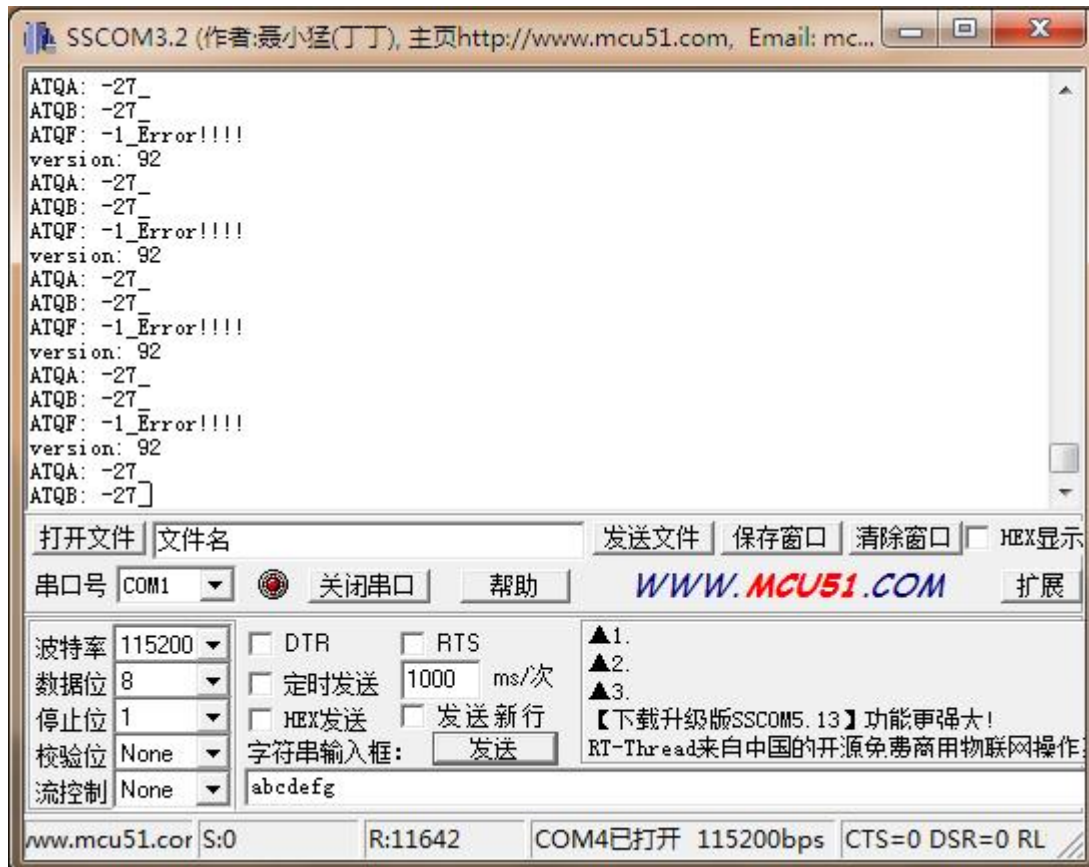 SSCOM3.2 (作者:聂小猛(丁丁), 主页http://www.mcu51.com, Email: mc...
ATQA: -27_
ATQB: -27_
ATQF: -1_Error!!!!
version: 92
ATQA: -27_
ATQB: -27_
ATQF: -1_Error!!!!
version: 92
ATQA: -27_
ATQB: -27_
ATQF: -1_Error!!!!
version: 92
ATQA: -27_
ATQB: -27_
ATQF: -1_Error!!!!
version: 92
ATQA: -27_
ATQB: -27
打开文件 文件名 发送文件 保存窗口 清除窗口 HEX显示
串口号 COM1 关闭串口 帮助 WWW.MCU51.COM 扩展
波特率 115200 DTR RTS
数据位 8 定时发送 1000 ms/次
停止位 1 HEX发送 发送新行
校验位 None 字符串输入框: 发送
流控制 None abcdefg
▲1.
▲2.
▲3.
【下载升级版SSCOM5.13】功能更强大!
RT-Thread来自中国的开源免费商用物联网操作
www.mcu51.cor S:0 R:11642 COM4已打开 115200bps CTS=0 DSR=0 RL